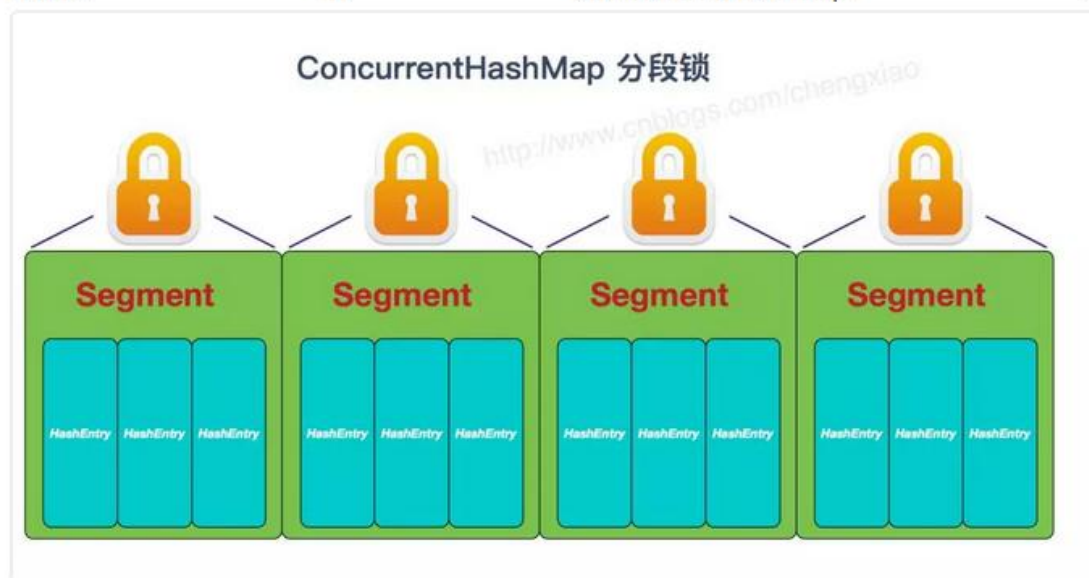 ConcurrentHashMap 分段锁
http://www.cnblogs.com/chengxiao
Segment Segment Segment Segment
HashEntry HashEntry HashEntry HashEntry HashEntry HashEntry HashEntry HashEntry HashEntry HashEntry HashEntry HashEntry